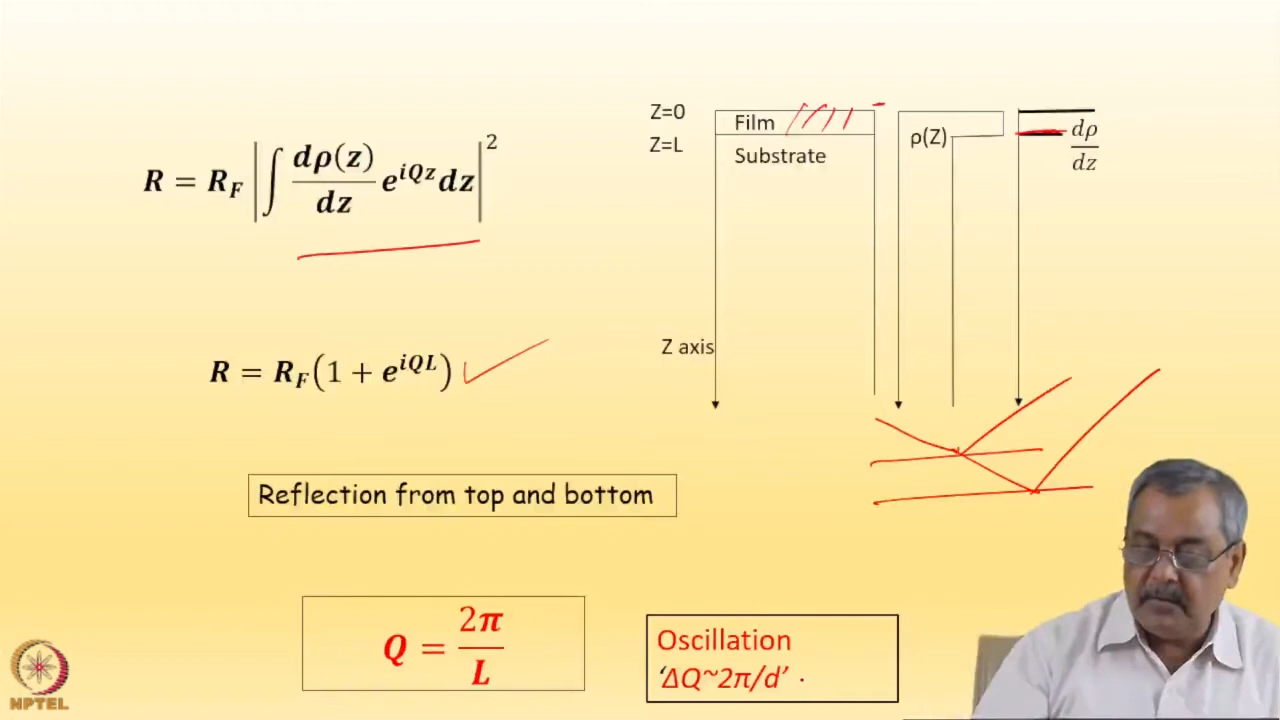 R = R_F |∫ dρ(z)/dz e^{iQz} dz|^2
R = R_F(1 + e^{iQL})
Reflection from top and bottom
Q = 2π/L
Z=0
Z=L
Film
Substrate
ρ(Z)
dρ/dz
Z axis
Oscillation
‘ΔQ~2π/d’
NPTEL